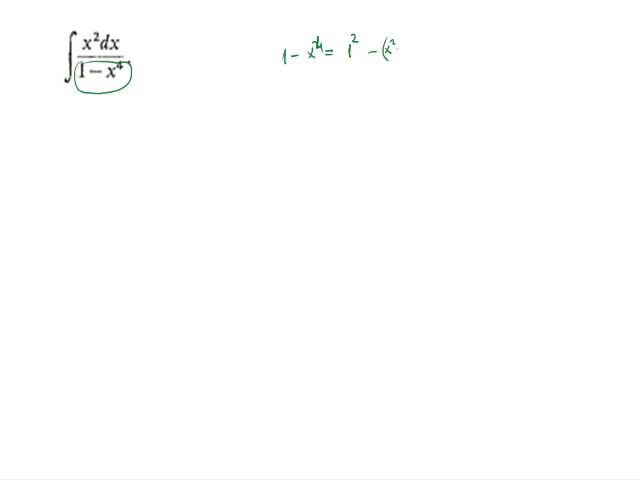 ∫ x²dx / 1 − x⁴.
1 − x⁴ = 1² − (x²